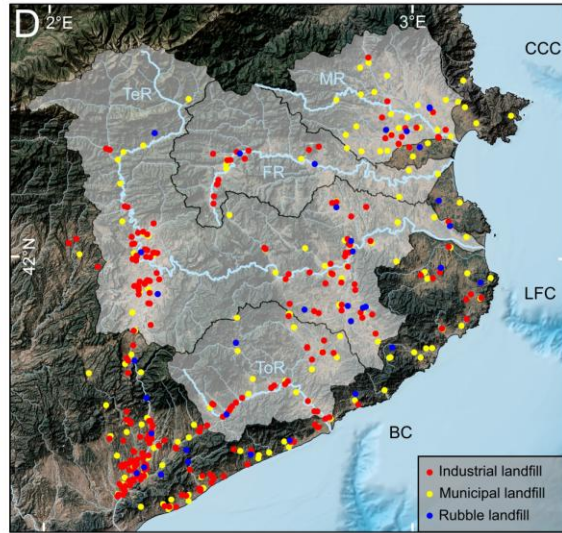 D
2°E
3°E
CCC
TeR
MR
FR
42°N
LFC
ToR
BC
Industrial landfill
Municipal landfill
Rubble landfill